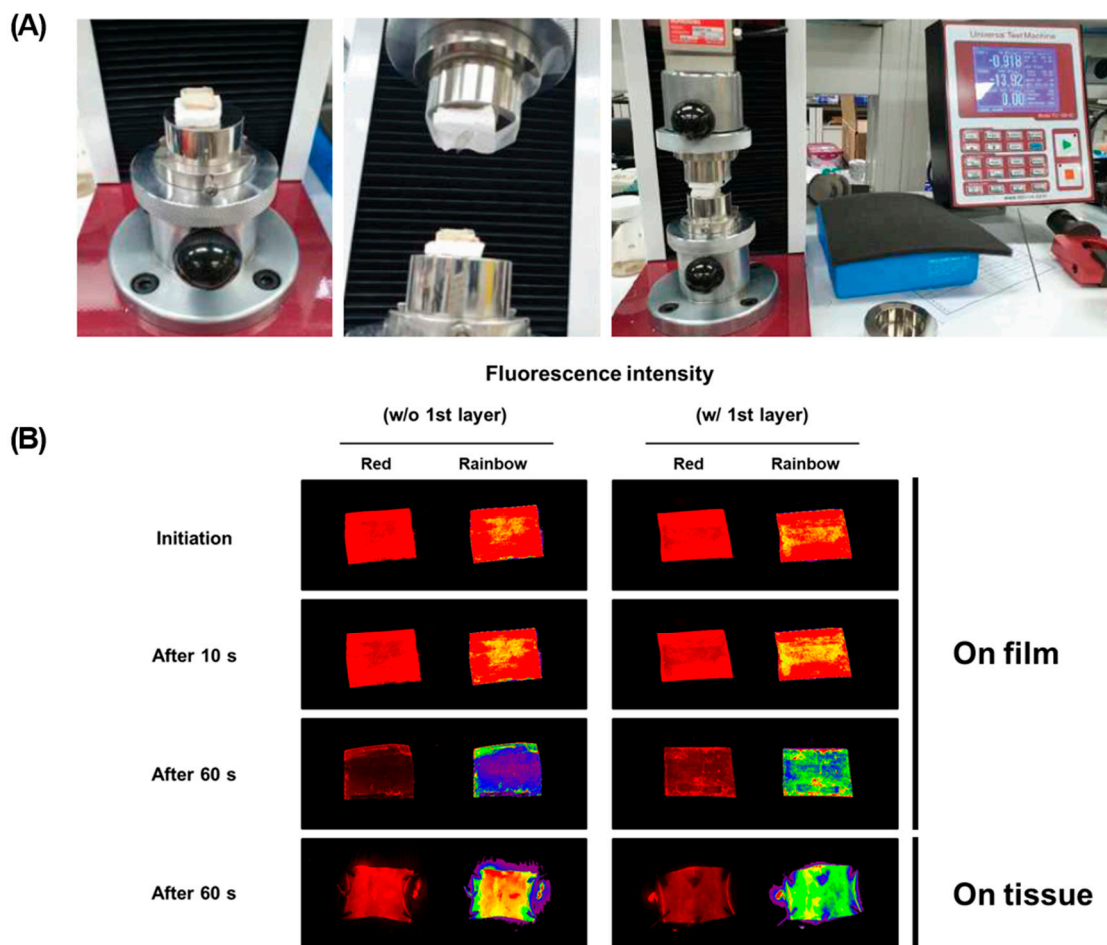 (A)
Universal Test Machine
-0.918
-13.92
0.00
Fluorescence intensity
(w/o 1st layer) (w/ 1st layer)
(B)
Red Rainbow Red Rainbow
Initiation
After 10 s
On film
After 60 s
After 60 s
On tissue